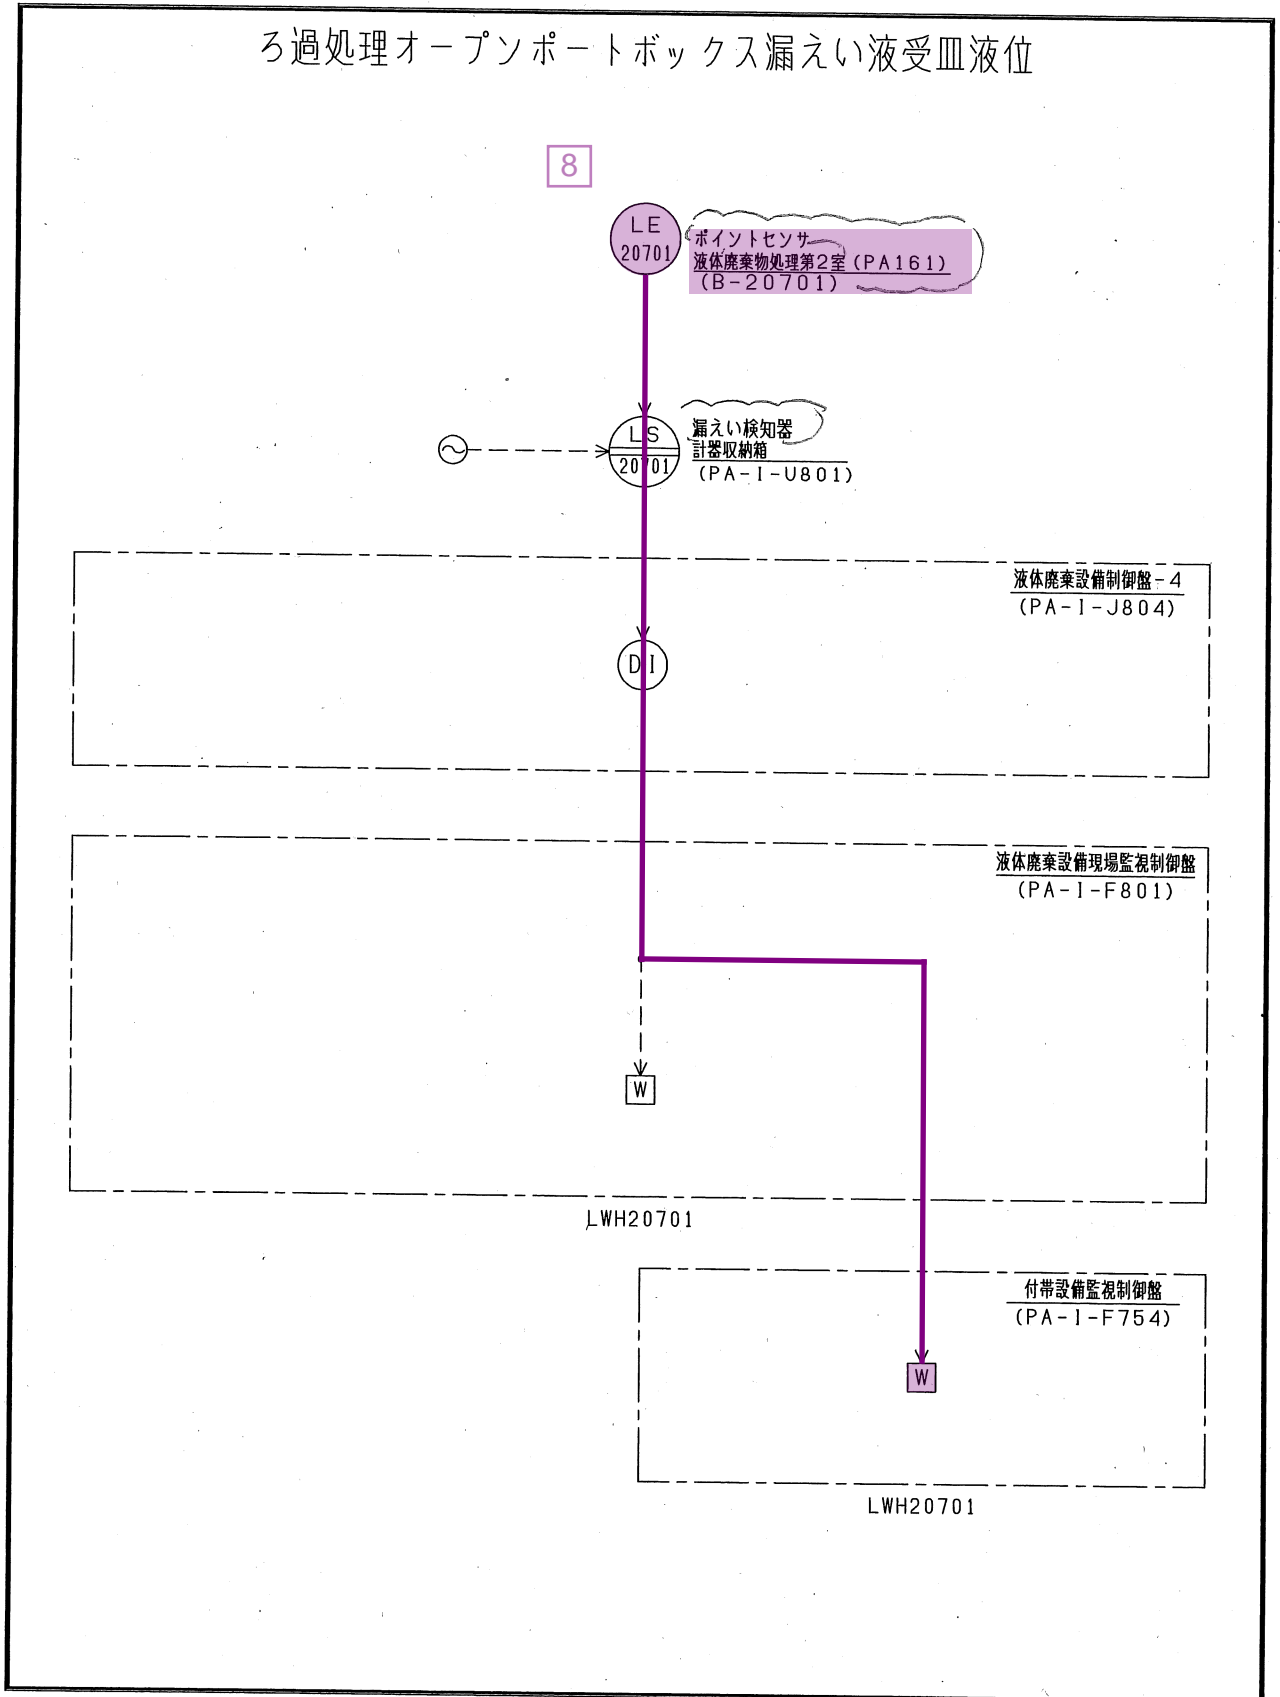 ろ過処理オープンポートボックス漏えい液受皿液位
8
LE
20701
ポイントセンサ
液体廃棄物処理第2室(PA161)
(B-20701)
LS
20701
漏えい検知器
計器収納箱
(PA-I-U801)
液体廃棄設備制御盤-4
(PA-I-J804)
DI
液体廃棄設備現場監視制御盤
(PA-I-F801)
W
LWH20701
付帯設備監視制御盤
(PA-I-F754)
W
LWH20701